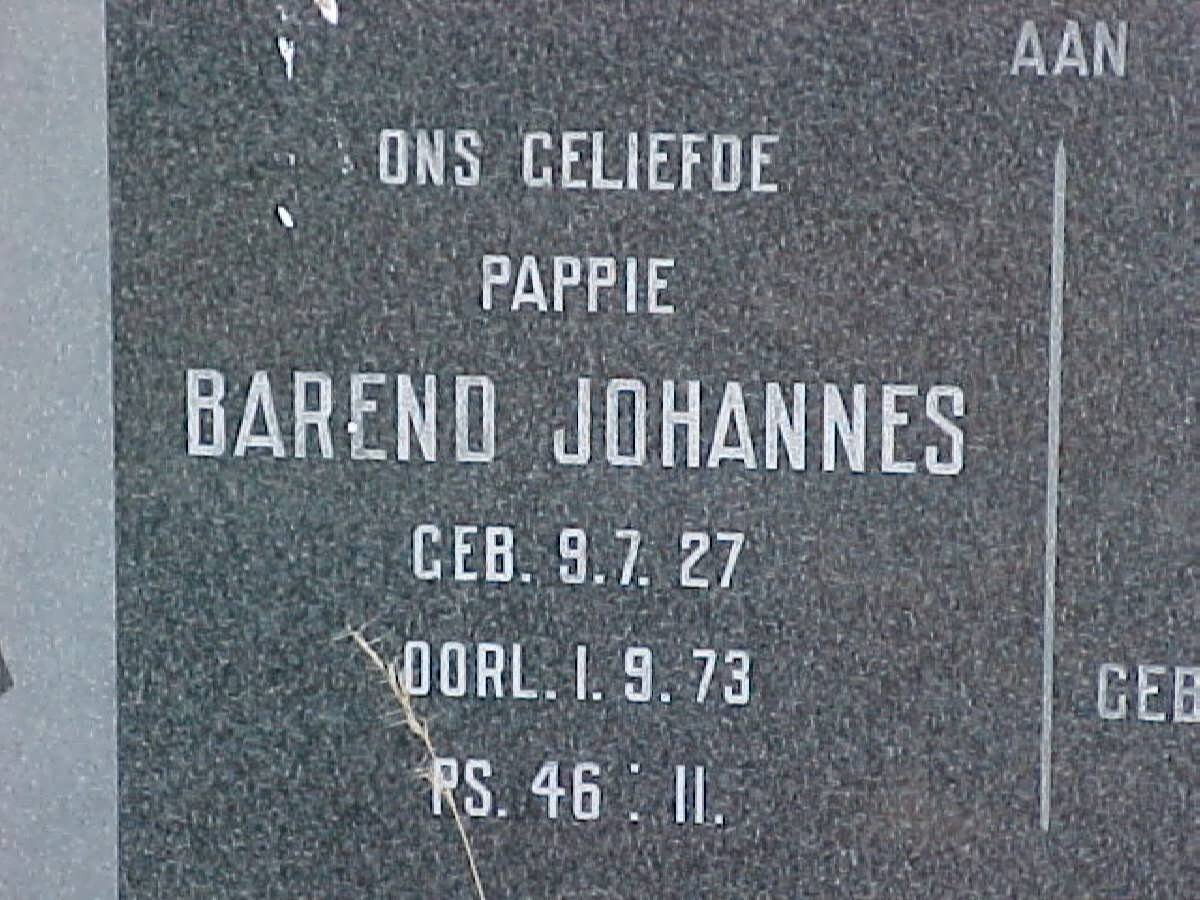 AAN
ONS GELIEFDE
PAPPIE
BAREND JOHANNES
GEB. 9.7.27
OORL. 1.9.73
PS. 46 : 11.
GEB